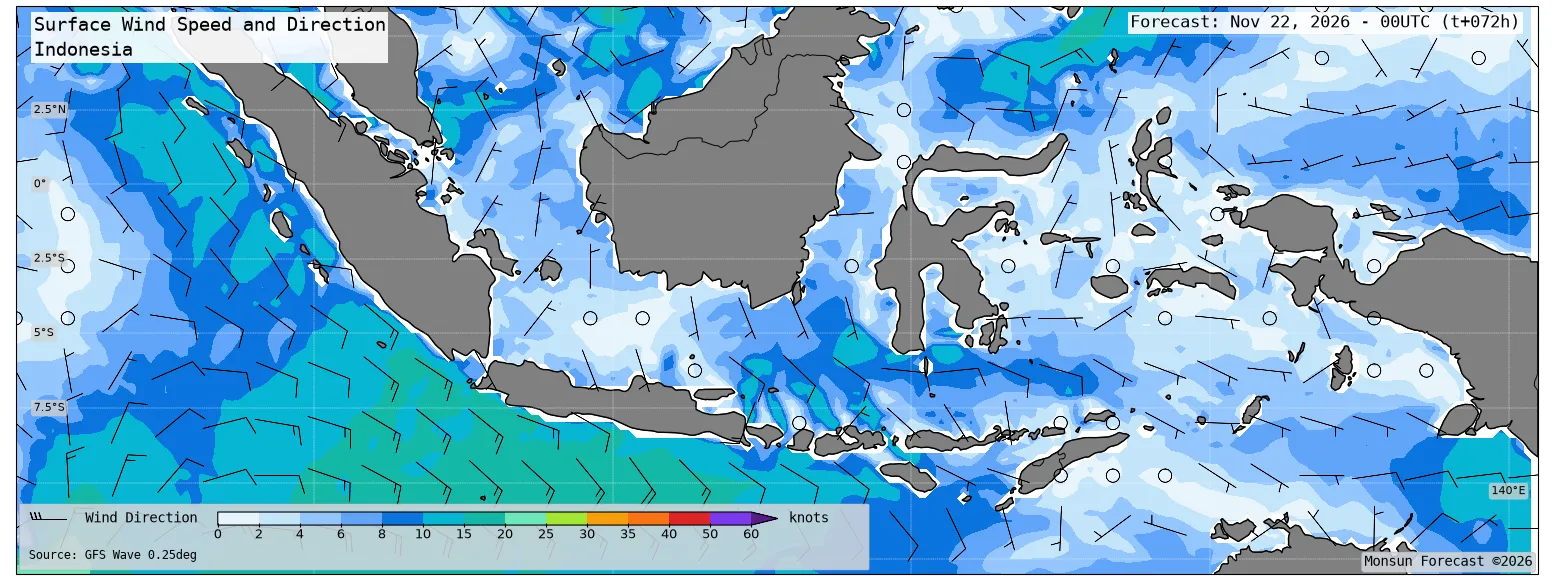 Surface Wind Speed and Direction
Indonesia
Forecast: Nov 22, 2026 - 00UTC (t+072h)
2.5°N
0°
2.5°S
5°S
7.5°S
140°E
Wind Direction
knots
0 2 4 6 8 10 15 20 25 30 35 40 50 60
Source: GFS Wave 0.25deg
Monsun Forecast ©2026